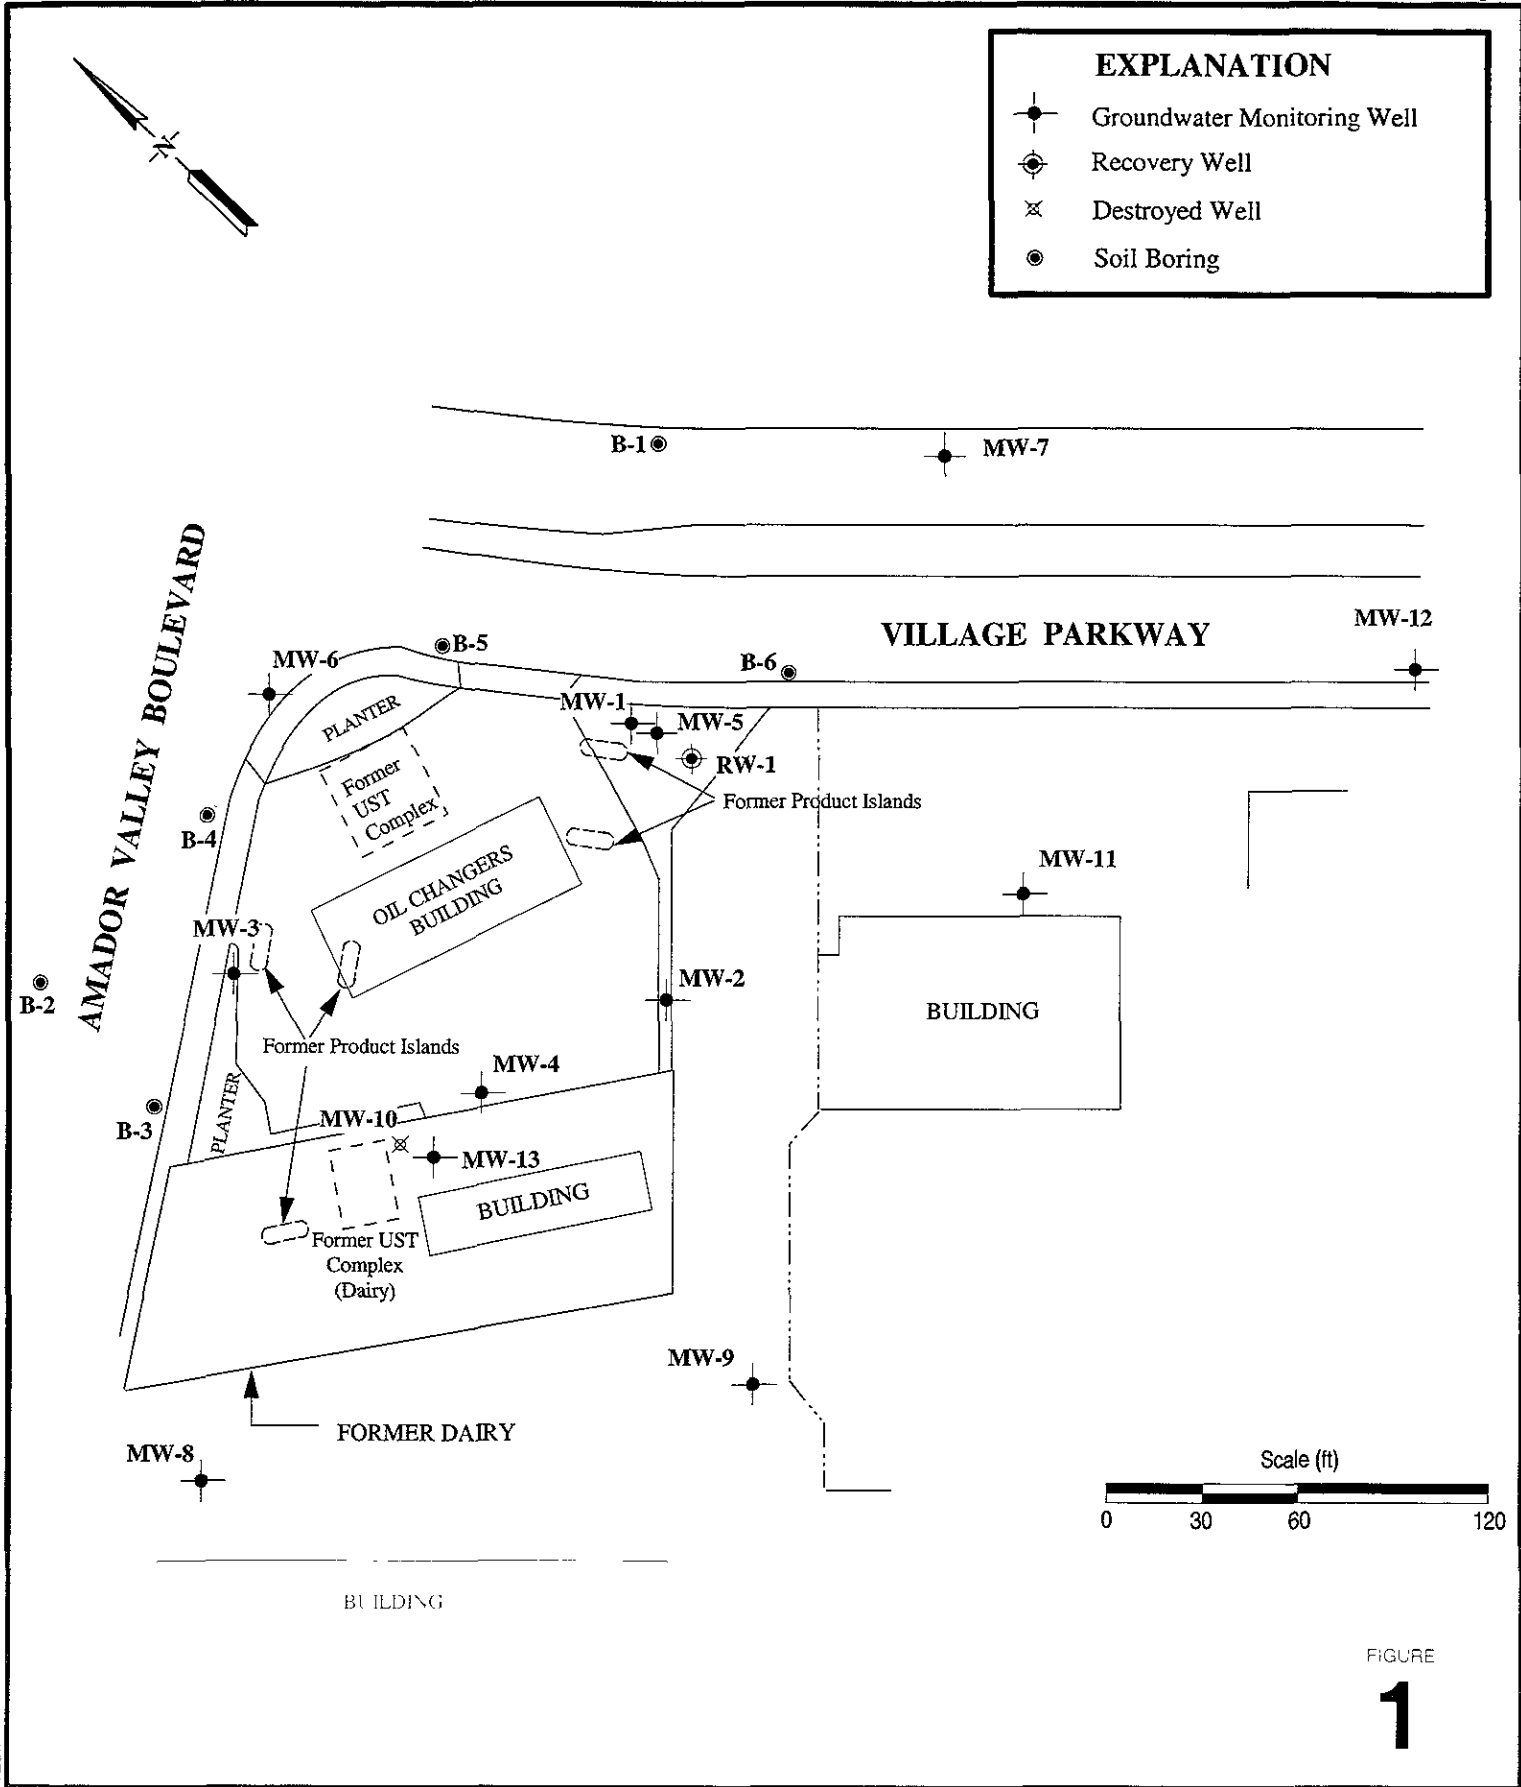 EXPLANATION
Groundwater Monitoring Well
Recovery Well
Destroyed Well
Soil Boring
N
B-1
MW-7
AMADOR VALLEY BOULEVARD
VILLAGE PARKWAY
MW-12
B-5
MW-6
B-6
PLANTER
MW-1
MW-5
RW-1
Former
UST
Complex
Former Product Islands
B-4
OIL CHANGERS
BUILDING
MW-11
MW-3
B-2
MW-2
BUILDING
Former Product Islands
MW-4
PLANTER
B-3
MW-10
MW-13
BUILDING
Former UST
Complex
(Dairy)
MW-9
FORMER DAIRY
MW-8
Scale (ft)
0 30 60 120
BUILDING
FIGURE
1